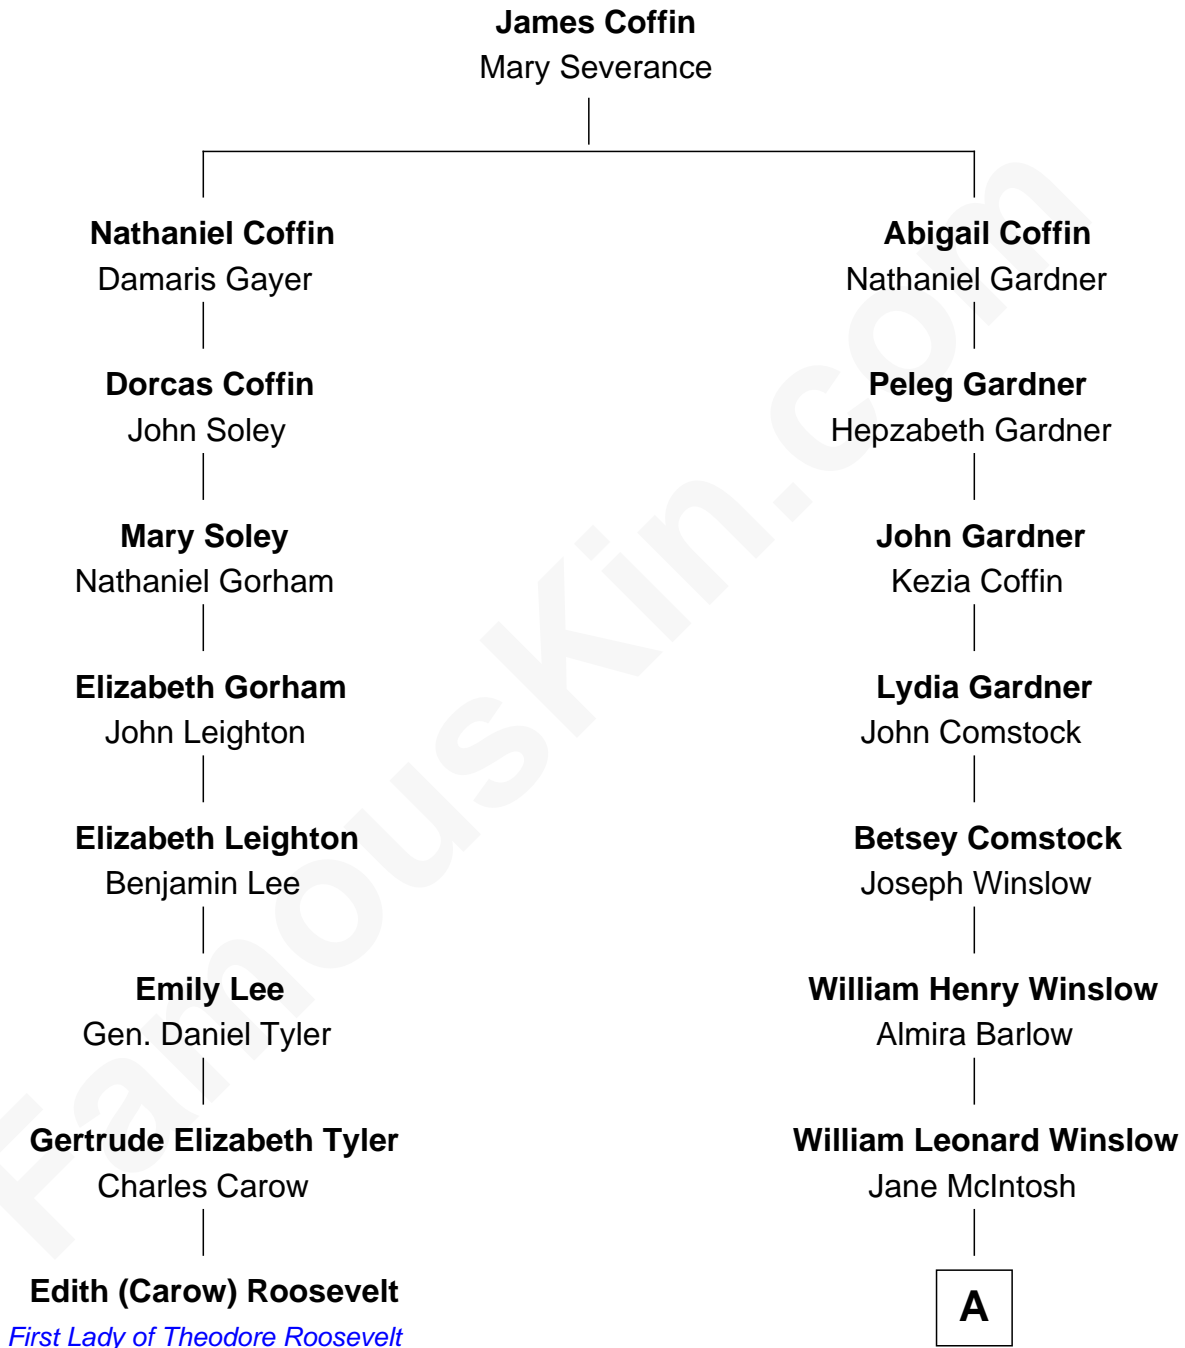 James Coffin
Mary Severance
Nathaniel Coffin
Damaris Gayer
Dorcas Coffin
John Soley
Mary Soley
Nathaniel Gorham
Elizabeth Gorham
John Leighton
Elizabeth Leighton
Benjamin Lee
Emily Lee
Gen. Daniel Tyler
Gertrude Elizabeth Tyler
Charles Carow
Edith (Carow) Roosevelt
First Lady of Theodore Roosevelt
Abigail Coffin
Nathaniel Gardner
Peleg Gardner
Hepzabeth Gardner
John Gardner
Kezia Coffin
Lydia Gardner
John Comstock
Betsey Comstock
Joseph Winslow
William Henry Winslow
Almira Barlow
William Leonard Winslow
Jane McIntosh
A
FamousKin.com